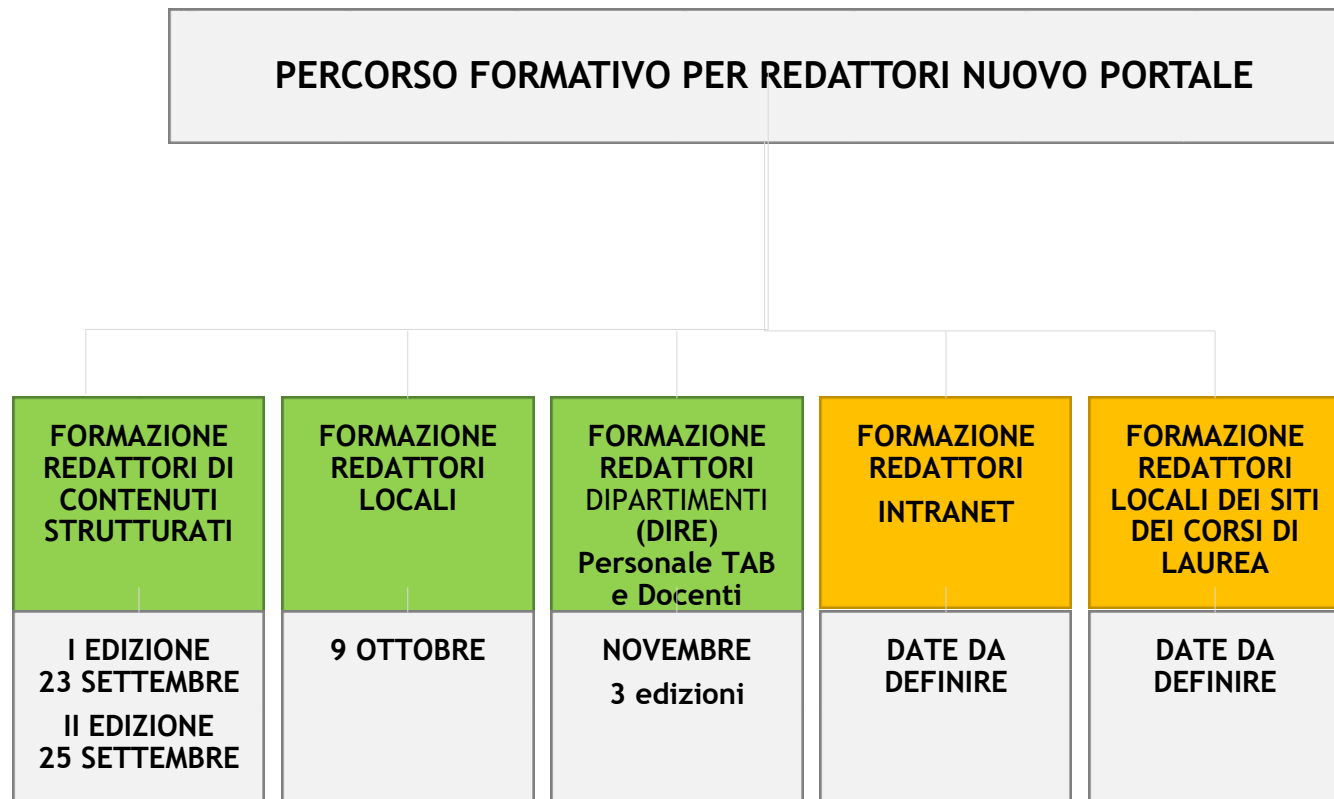 PERCORSO FORMATIVO PER REDATTORI NUOVO PORTALE
FORMAZIONE
REDATTORI DI
CONTENUTI
STRUTTURATI
FORMAZIONE
REDATTORI
LOCALI
FORMAZIONE
REDATTORI
DIPARTIMENTI
(DIRE)
Personale TAB
e Docenti
FORMAZIONE
REDATTORI
INTRANET
FORMAZIONE
REDATTORI
LOCALI DEI SITI
DEI CORSI DI
LAUREA
I EDIZIONE
23 SETTEMBRE
II EDIZIONE
25 SETTEMBRE
9 OTTOBRE
NOVEMBRE
3 edizioni
DATE DA
DEFINIRE
DATE DA
DEFINIRE